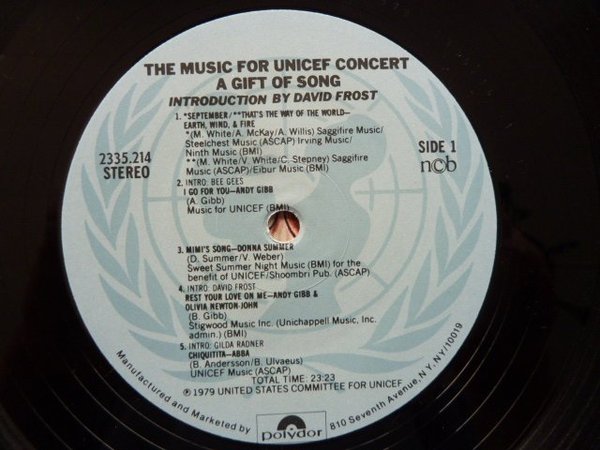 THE MUSIC FOR UNICEF CONCERT
A GIFT OF SONG
INTRODUCTION BY DAVID FROST
1. *SEPTEMBER/**THAT'S THE WAY OF THE WORLD—
EARTH, WIND, & FIRE
*(M. White/A. McKay/A. Willis) Saggifire Music/
Steelchest Music (ASCAP) Irving Music/
Ninth Music (BMI)
**(M. White/V. White/C. Stepney) Saggifire
Music (ASCAP)/Eibur Music (BMI)
2335.214
STEREO
SIDE 1
n©b
2. INTRO: BEE GEES
I GO FOR YOU—ANDY GIBB
(A. Gibb)
Music for UNICEF (BMI)
3. MIMI'S SONG—DONNA SUMMER
(D. Summer/V. Weber)
Sweet Summer Night Music (BMI) for the
benefit of UNICEF/Shoombri Pub. (ASCAP)
4. INTRO: DAVID FROST
REST YOUR LOVE ON ME—ANDY GIBB &
OLIVIA NEWTON-JOHN
(B. Gibb)
Stigwood Music Inc. (Unichappell Music, Inc.
admin.) (BMI)
5. INTRO: GILDA RADNER
CHIQUITITA—ABBA
(B. Andersson/B. Ulvaeus)
UNICEF Music (ASCAP)
TOTAL TIME: 23:23
℗ 1979 UNITED STATES COMMITTEE FOR UNICEF
Manufactured and Marketed by
polydor
810 Seventh Avenue, N.Y., NY/10019